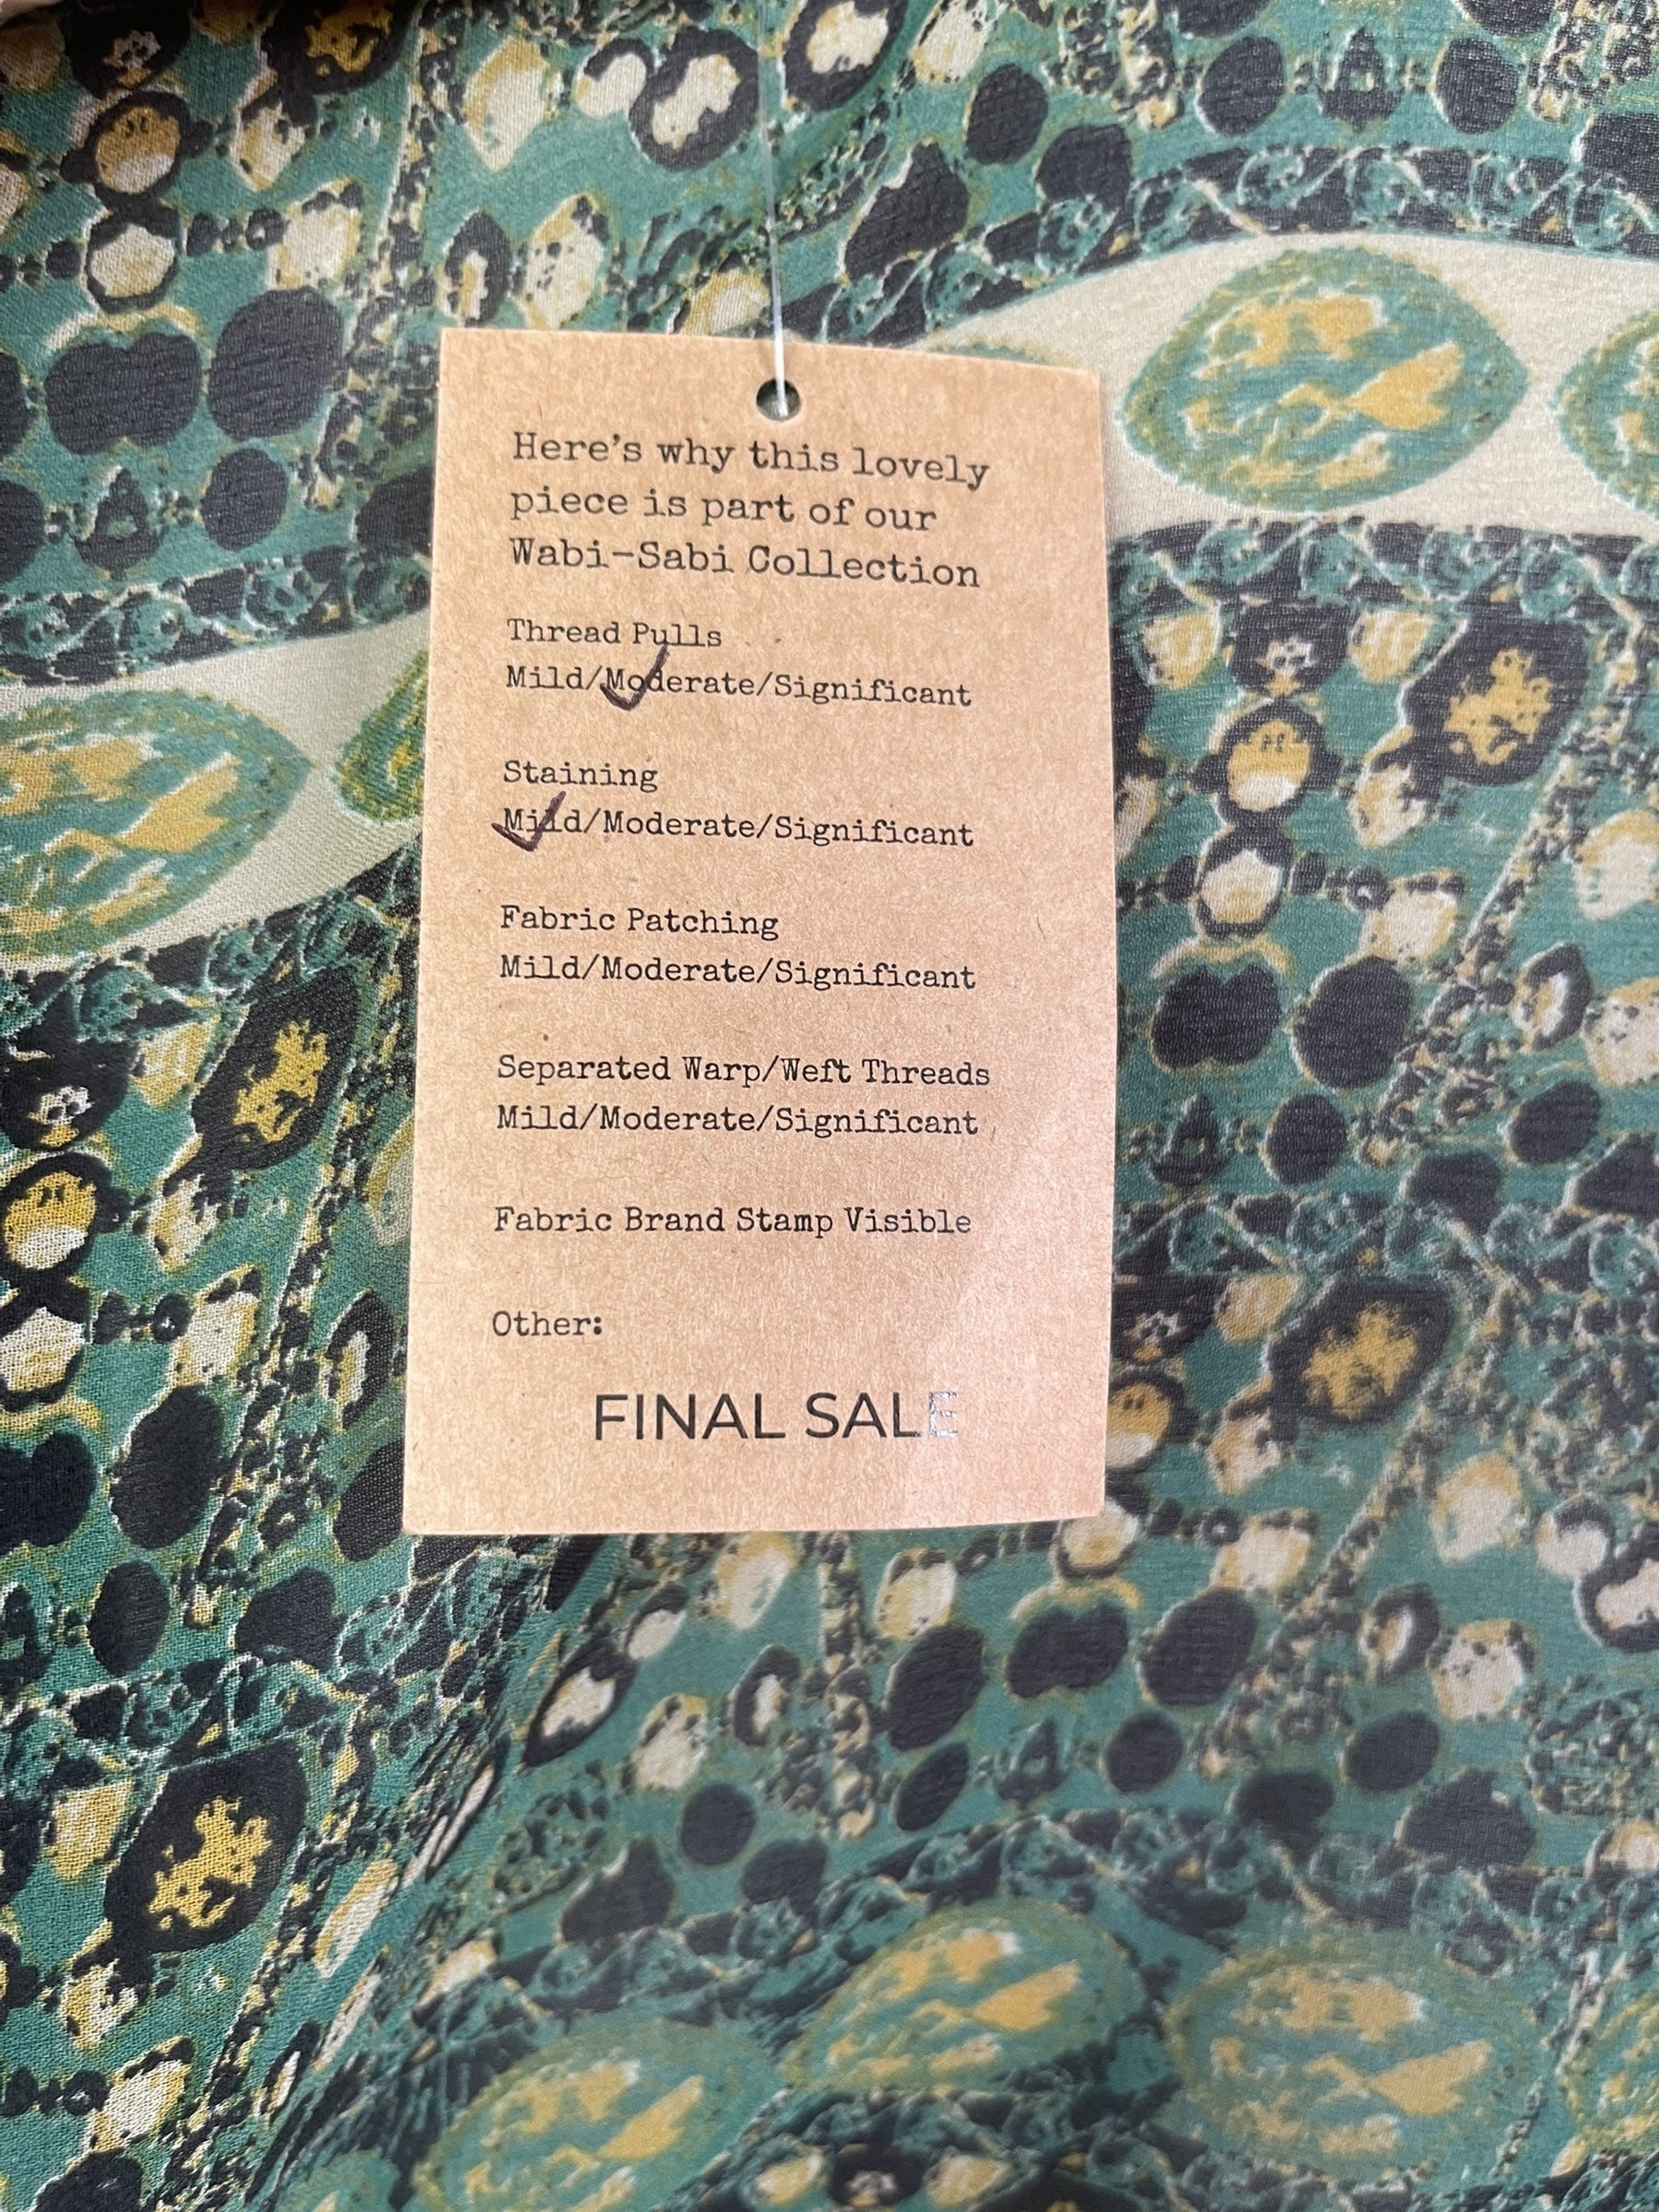 Here's why this lovely
piece is part of our
Wabi-Sabi Collection
Thread Pulls
Mild/Moderate/Significant
Staining
Mild/Moderate/Significant
Fabric Patching
Mild/Moderate/Significant
Separated Warp/Weft Threads
Mild/Moderate/Significant
Fabric Brand Stamp Visible
Other:
FINAL SALE